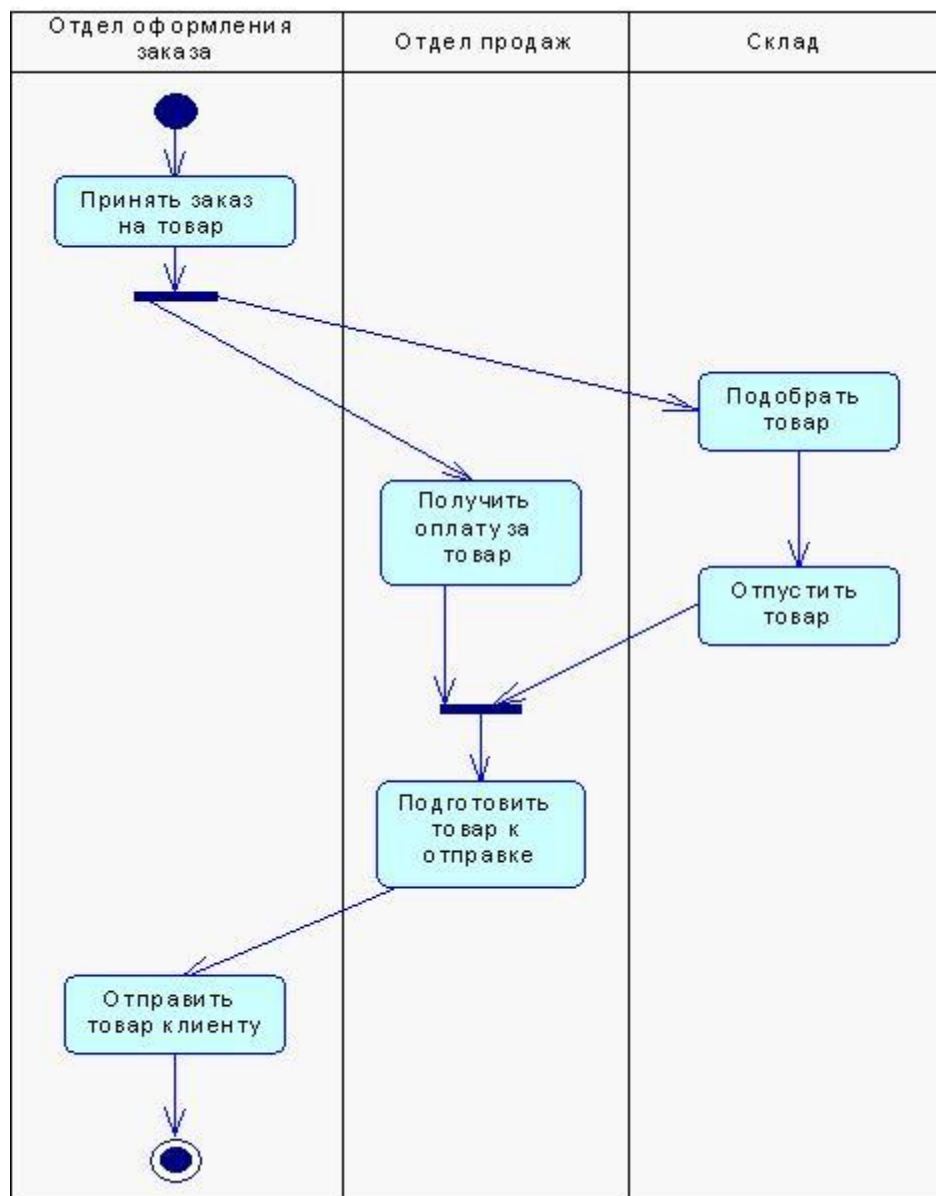 Отдел оформления
заказа
Отдел продаж
Склад
Принять заказ
на товар
Подобрать
товар
Получить
оплату за
товар
Отпустить
товар
Подготовить
товар к
отправке
Отправить
товар клиенту